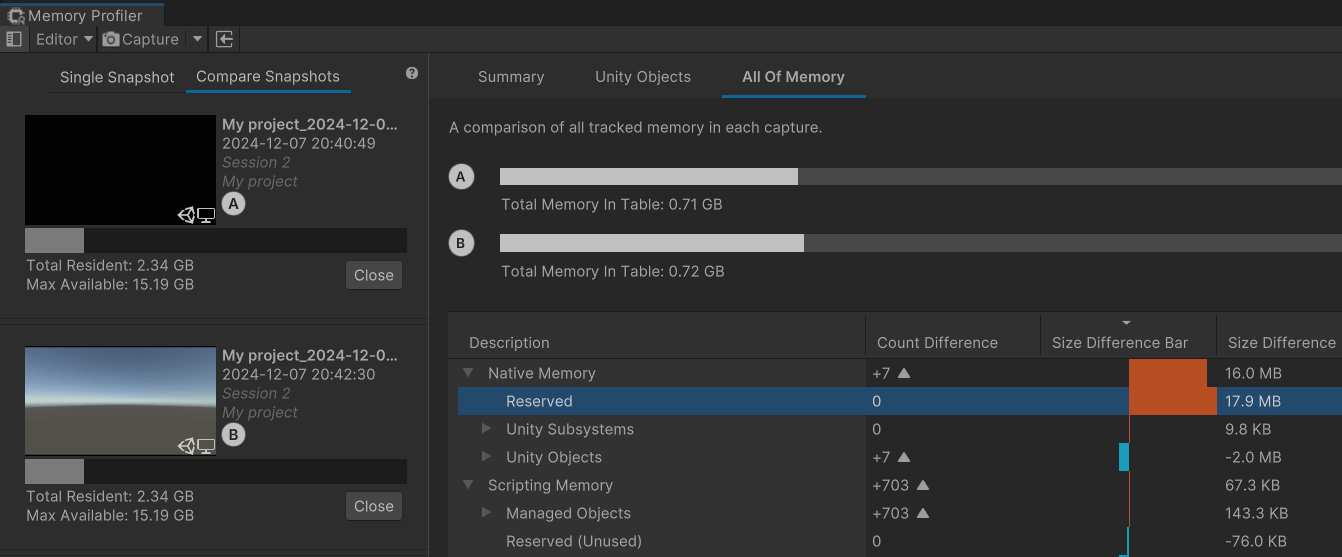 Memory Profiler
Editor Capture
Single Snapshot Compare Snapshots ?
My project_2024-12-0...
2024-12-07 20:40:49
Session 2
My project
A
Total Resident: 2.34 GB
Max Available: 15.19 GB
Close
My project_2024-12-0...
2024-12-07 20:42:30
Session 2
My project
B
Total Resident: 2.34 GB
Max Available: 15.19 GB
Close
Summary Unity Objects All Of Memory
A comparison of all tracked memory in each capture.
A
Total Memory In Table: 0.71 GB
B
Total Memory In Table: 0.72 GB
Description Count Difference Size Difference Bar Size Difference
Native Memory +7 16.0 MB
Reserved 0 17.9 MB
Unity Subsystems 0 9.8 KB
Unity Objects +7 -2.0 MB
Scripting Memory +703 67.3 KB
Managed Objects +703 143.3 KB
Reserved (Unused) 0 -76.0 KB